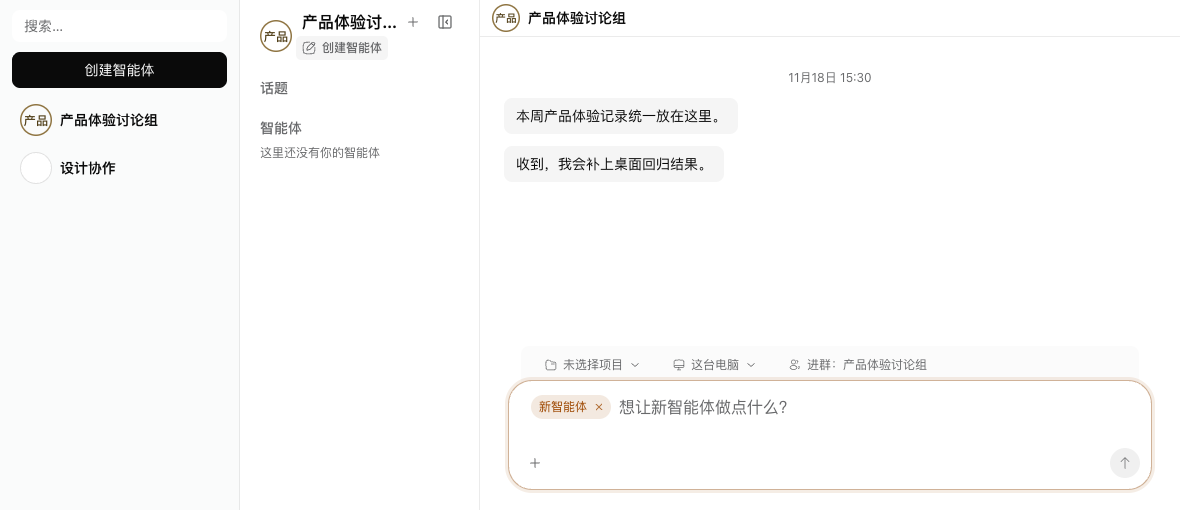 搜索...
创建智能体
产品
产品体验讨论组
设计协作
产品
产品体验讨...
创建智能体
话题
智能体
这里还没有你的智能体
产品
产品体验讨论组
11月18日 15:30
本周产品体验记录统一放在这里。
收到，我会补上桌面回归结果。
未选择项目
这台电脑
进群：产品体验讨论组
新智能体
想让新智能体做点什么?